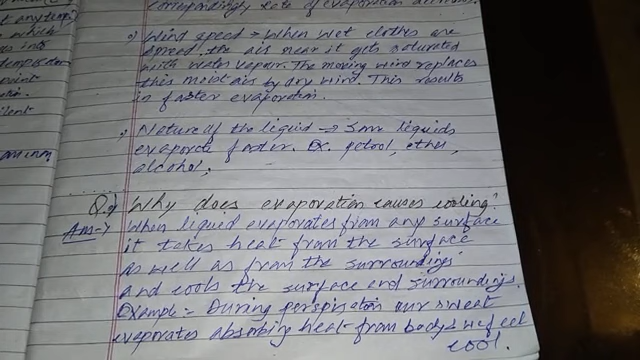 correspondingly rate of evaporation
Wind speed → When wet clothes are
spread, the air near it gets saturated
with water vapour. The moving wind replaces
this moist air by dry wind. This results
in faster evaporation.
Nature of the liquid → Some liquids
evaporate faster. Ex. petrol, ether,
alcohol,
Q. Why does evaporation causes cooling?
Ans→ When liquid evaporates from any surface
it takes heat from the surface
as well as from the surroundings
and cools the surface and surroundings.
Example = During perspiration our sweat
evaporates absorbing heat from body & we feel
cool.